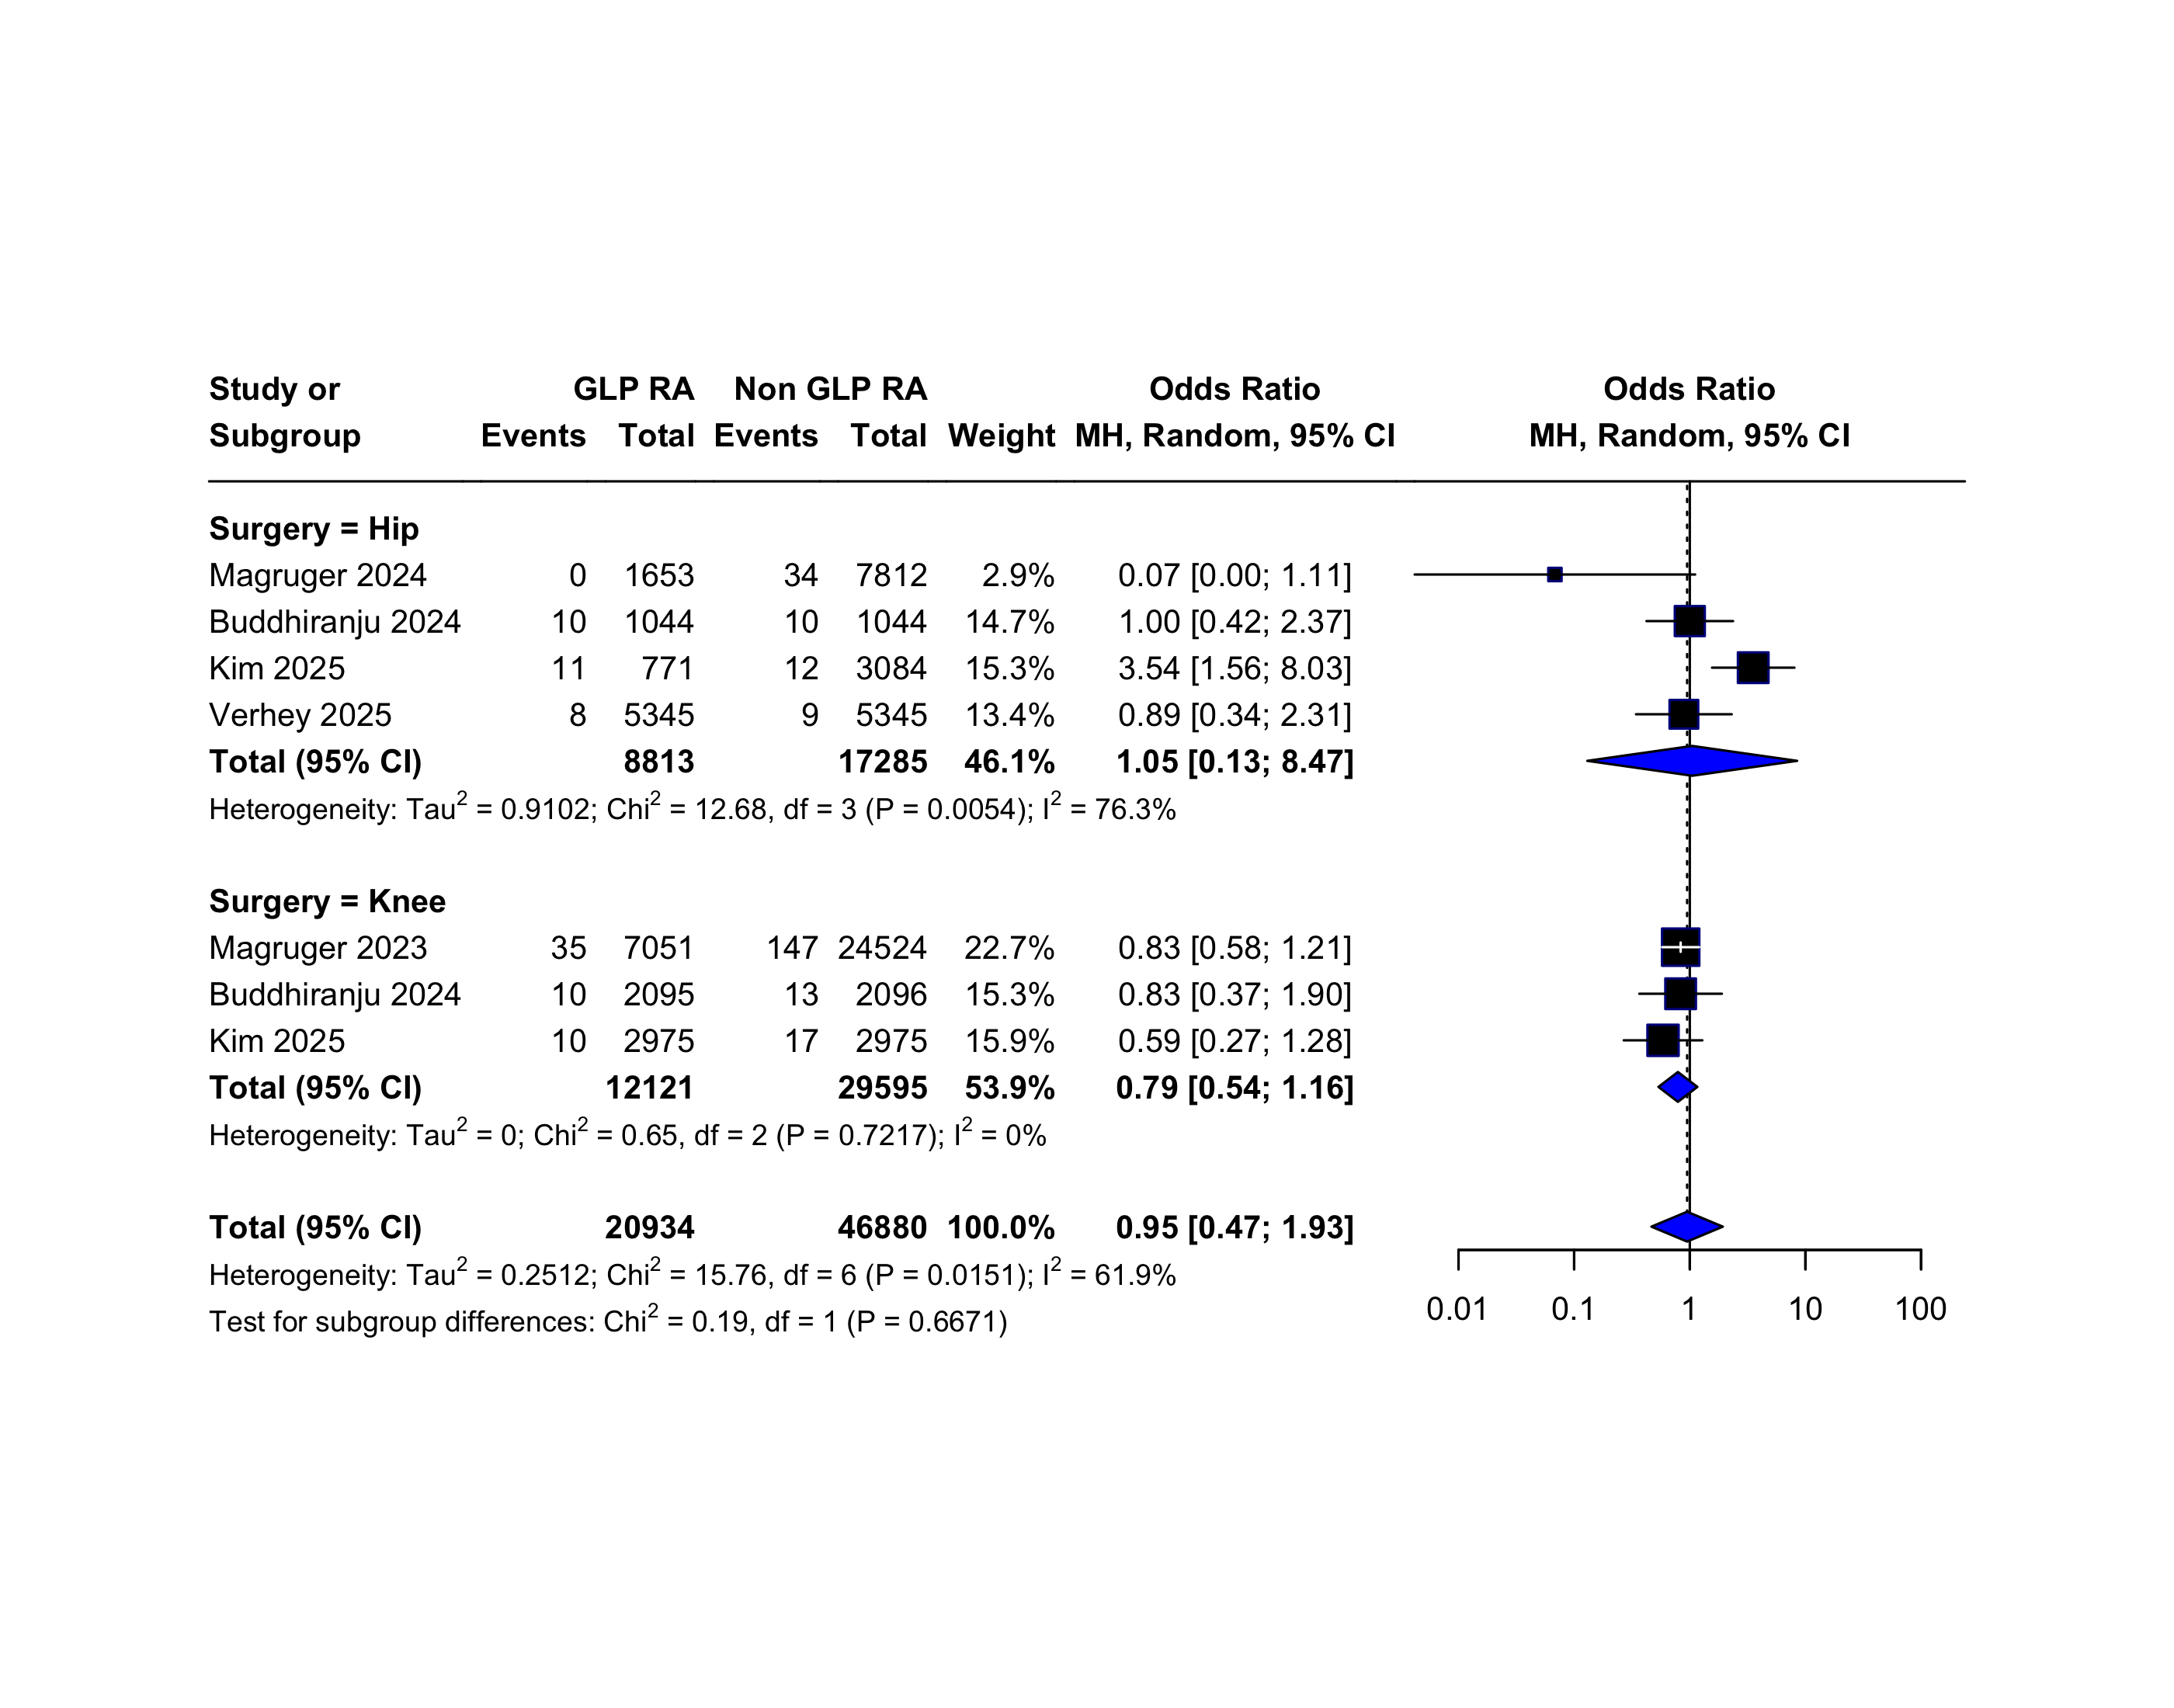 Study or GLP RA Non GLP RA Odds Ratio Odds Ratio
Subgroup Events Total Events Total Weight MH, Random, 95% CI MH, Random, 95% CI
Surgery = Hip
Magruger 2024 0 1653 34 7812 2.9% 0.07 [0.00; 1.11]
Buddhiranju 2024 10 1044 10 1044 14.7% 1.00 [0.42; 2.37]
Kim 2025 11 771 12 3084 15.3% 3.54 [1.56; 8.03]
Verhey 2025 8 5345 9 5345 13.4% 0.89 [0.34; 2.31]
Total (95% CI) 8813 17285 46.1% 1.05 [0.13; 8.47]
Heterogeneity: Tau² = 0.9102; Chi² = 12.68, df = 3 (P = 0.0054); I² = 76.3%
Surgery = Knee
Magruger 2023 35 7051 147 24524 22.7% 0.83 [0.58; 1.21]
Buddhiranju 2024 10 2095 13 2096 15.3% 0.83 [0.37; 1.90]
Kim 2025 10 2975 17 2975 15.9% 0.59 [0.27; 1.28]
Total (95% CI) 12121 29595 53.9% 0.79 [0.54; 1.16]
Heterogeneity: Tau² = 0; Chi² = 0.65, df = 2 (P = 0.7217); I² = 0%
Total (95% CI) 20934 46880 100.0% 0.95 [0.47; 1.93]
Heterogeneity: Tau² = 0.2512; Chi² = 15.76, df = 6 (P = 0.0151); I² = 61.9%
Test for subgroup differences: Chi² = 0.19, df = 1 (P = 0.6671)
0.01 0.1 1 10 100